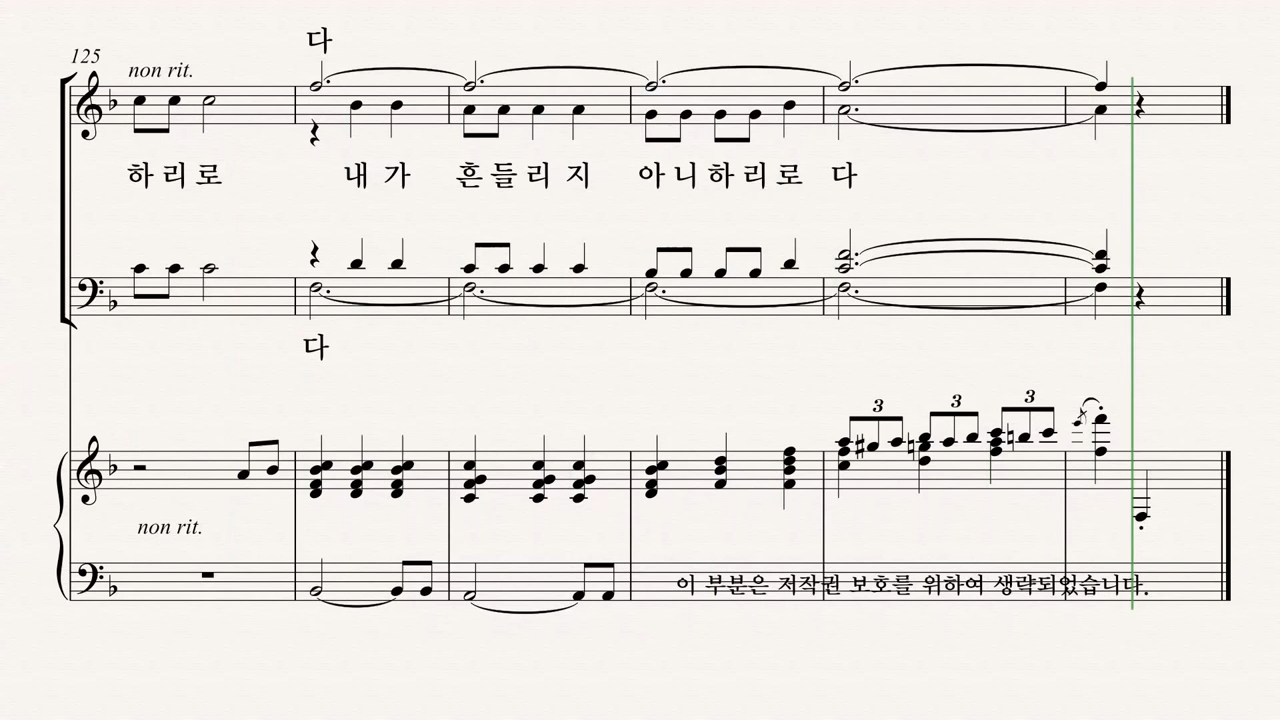 다
125
non rit.
하 리 로 내 가 흔 들 리 지 아 니 하 리 로 다
다
3 3 3
non rit.
이 부분은 저작권 보호를 위하여 생략되었습니다.